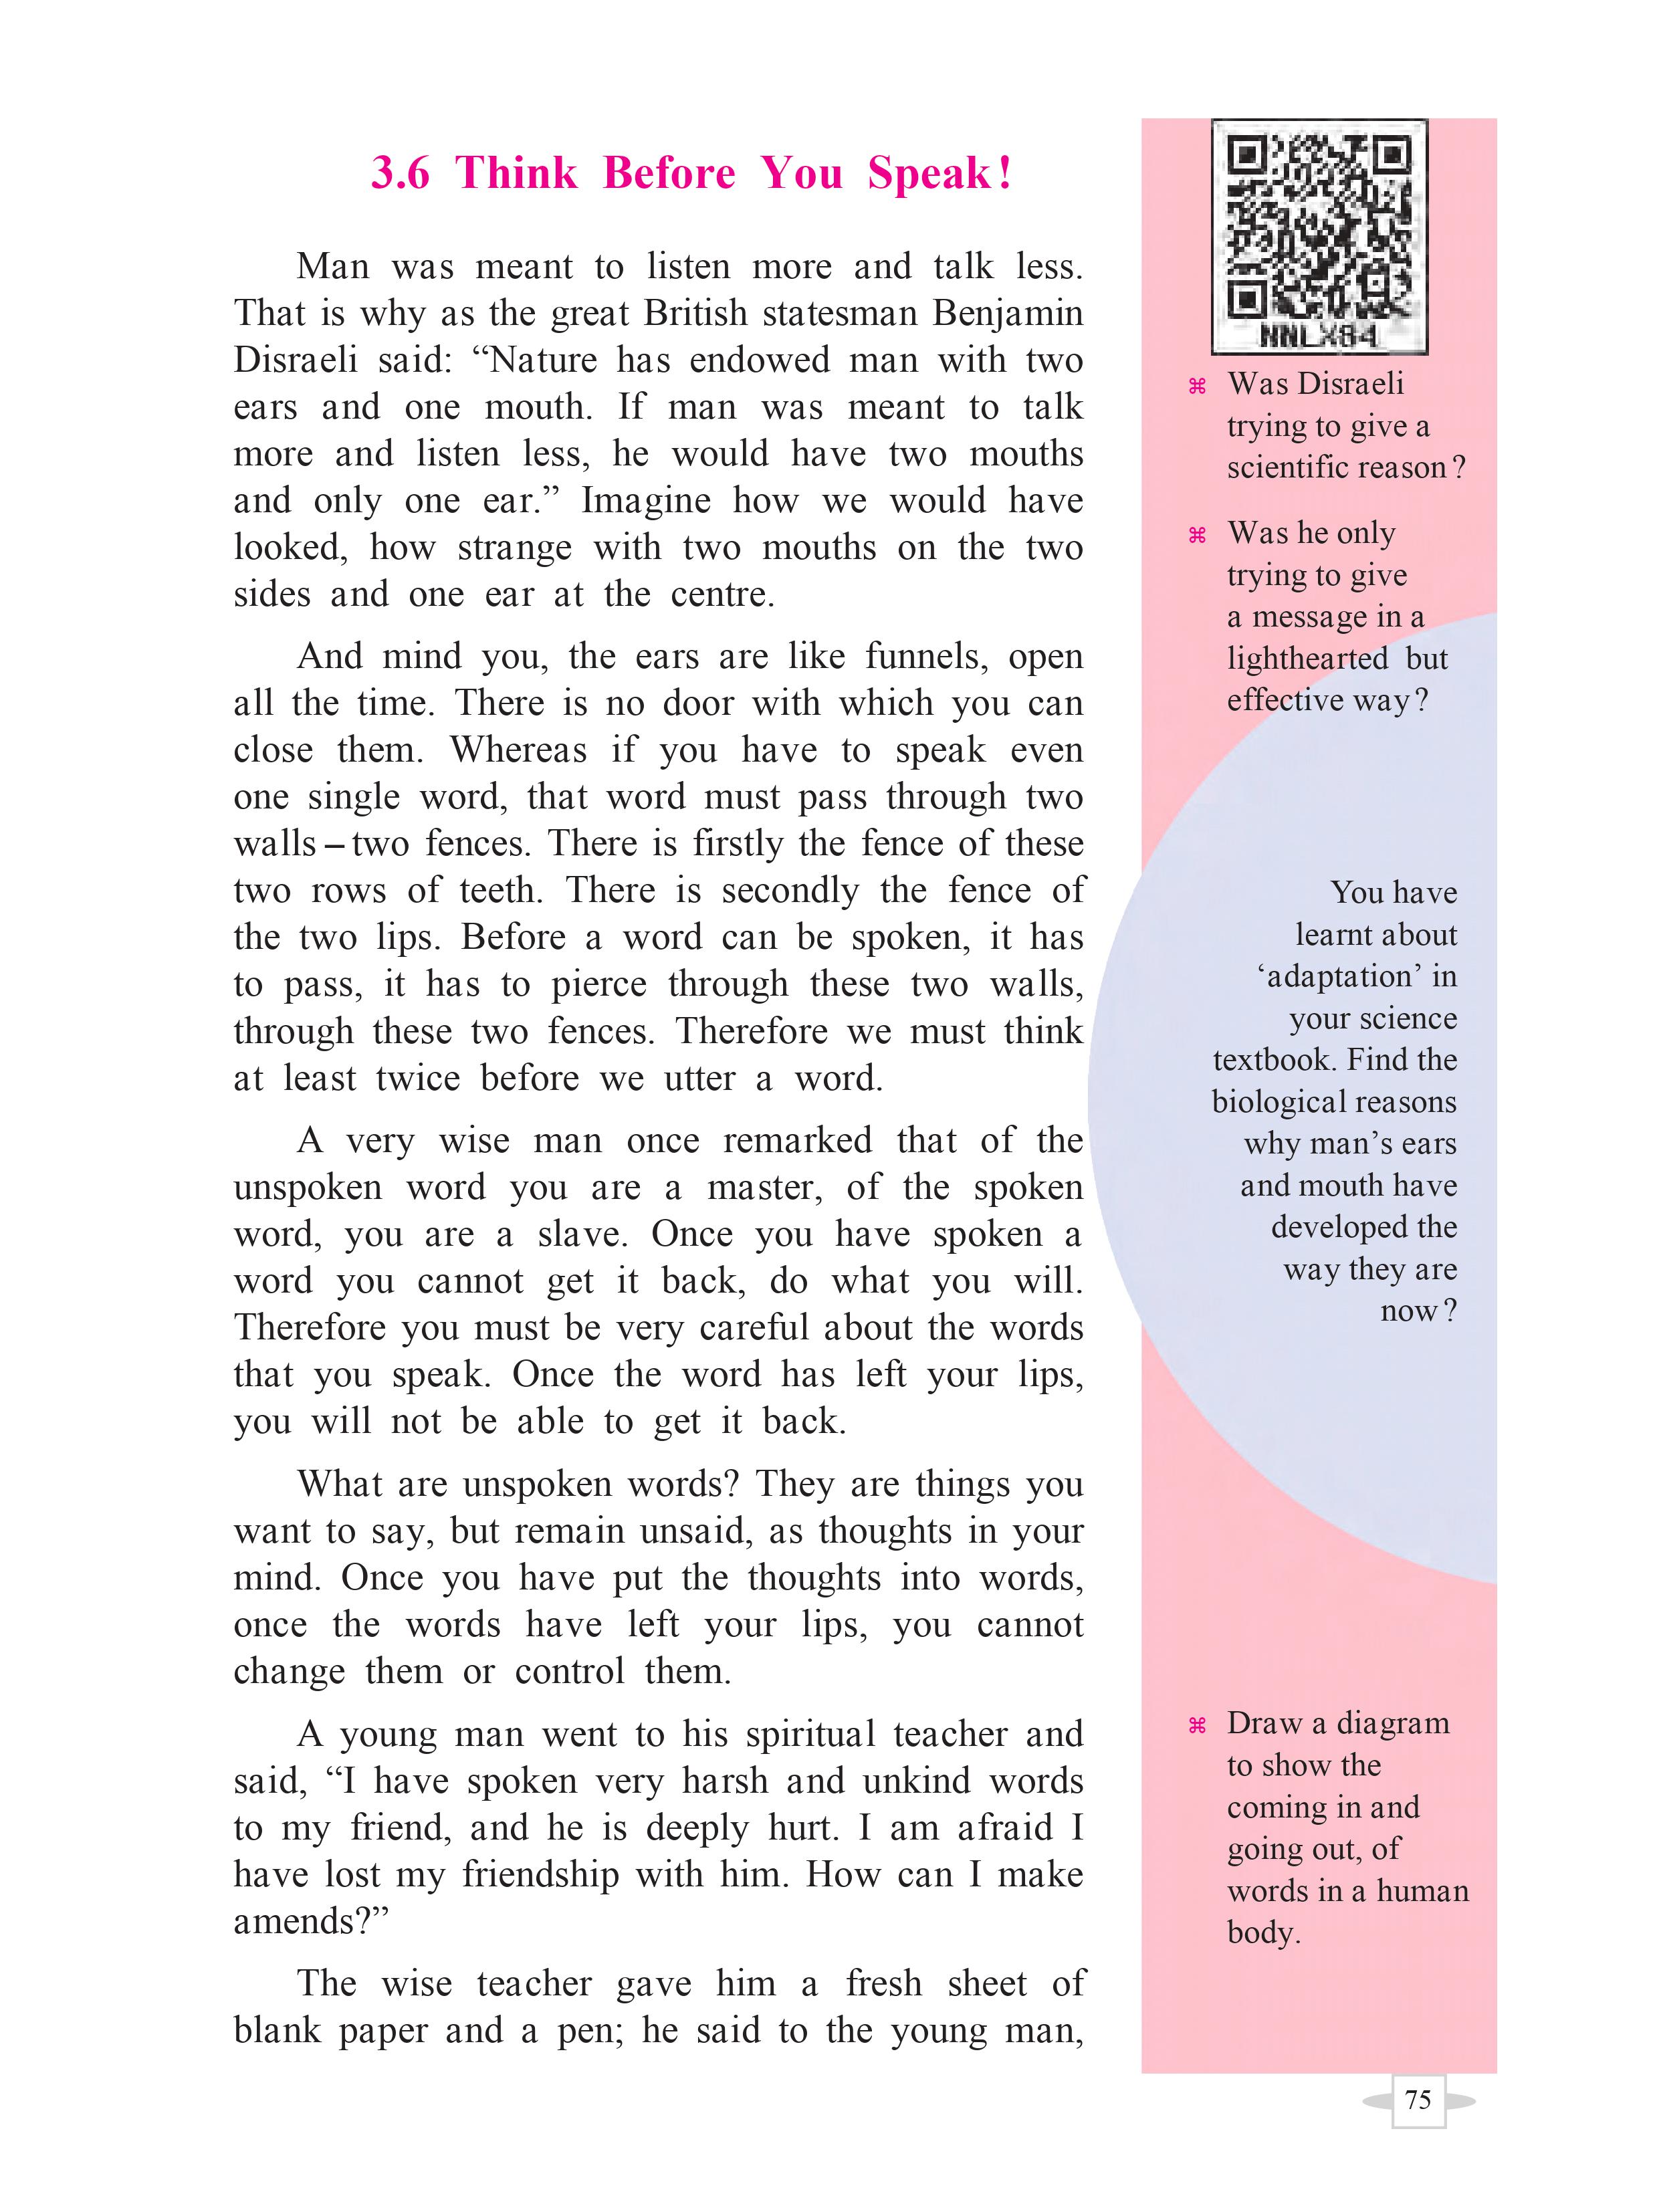 3.6 Think Before You Speak!
Man was meant to listen more and talk less.
That is why as the great British statesman Benjamin
Disraeli said: “Nature has endowed man with two
ears and one mouth. If man was meant to talk
more and listen less, he would have two mouths
and only one ear.” Imagine how we would have
looked, how strange with two mouths on the two
sides and one ear at the centre.
And mind you, the ears are like funnels, open
all the time. There is no door with which you can
close them. Whereas if you have to speak even
one single word, that word must pass through two
walls – two fences. There is firstly the fence of these
two rows of teeth. There is secondly the fence of
the two lips. Before a word can be spoken, it has
to pass, it has to pierce through these two walls,
through these two fences. Therefore we must think
at least twice before we utter a word.
A very wise man once remarked that of the
unspoken word you are a master, of the spoken
word, you are a slave. Once you have spoken a
word you cannot get it back, do what you will.
Therefore you must be very careful about the words
that you speak. Once the word has left your lips,
you will not be able to get it back.
What are unspoken words? They are things you
want to say, but remain unsaid, as thoughts in your
mind. Once you have put the thoughts into words,
once the words have left your lips, you cannot
change them or control them.
A young man went to his spiritual teacher and
said, “I have spoken very harsh and unkind words
to my friend, and he is deeply hurt. I am afraid I
have lost my friendship with him. How can I make
amends?”
The wise teacher gave him a fresh sheet of
blank paper and a pen; he said to the young man,
NNLX84
⌘ Was Disraeli
trying to give a
scientific reason?
⌘ Was he only
trying to give
a message in a
lighthearted but
effective way?
You have
learnt about
‘adaptation’ in
your science
textbook. Find the
biological reasons
why man’s ears
and mouth have
developed the
way they are
now?
⌘ Draw a diagram
to show the
coming in and
going out, of
words in a human
body.
75